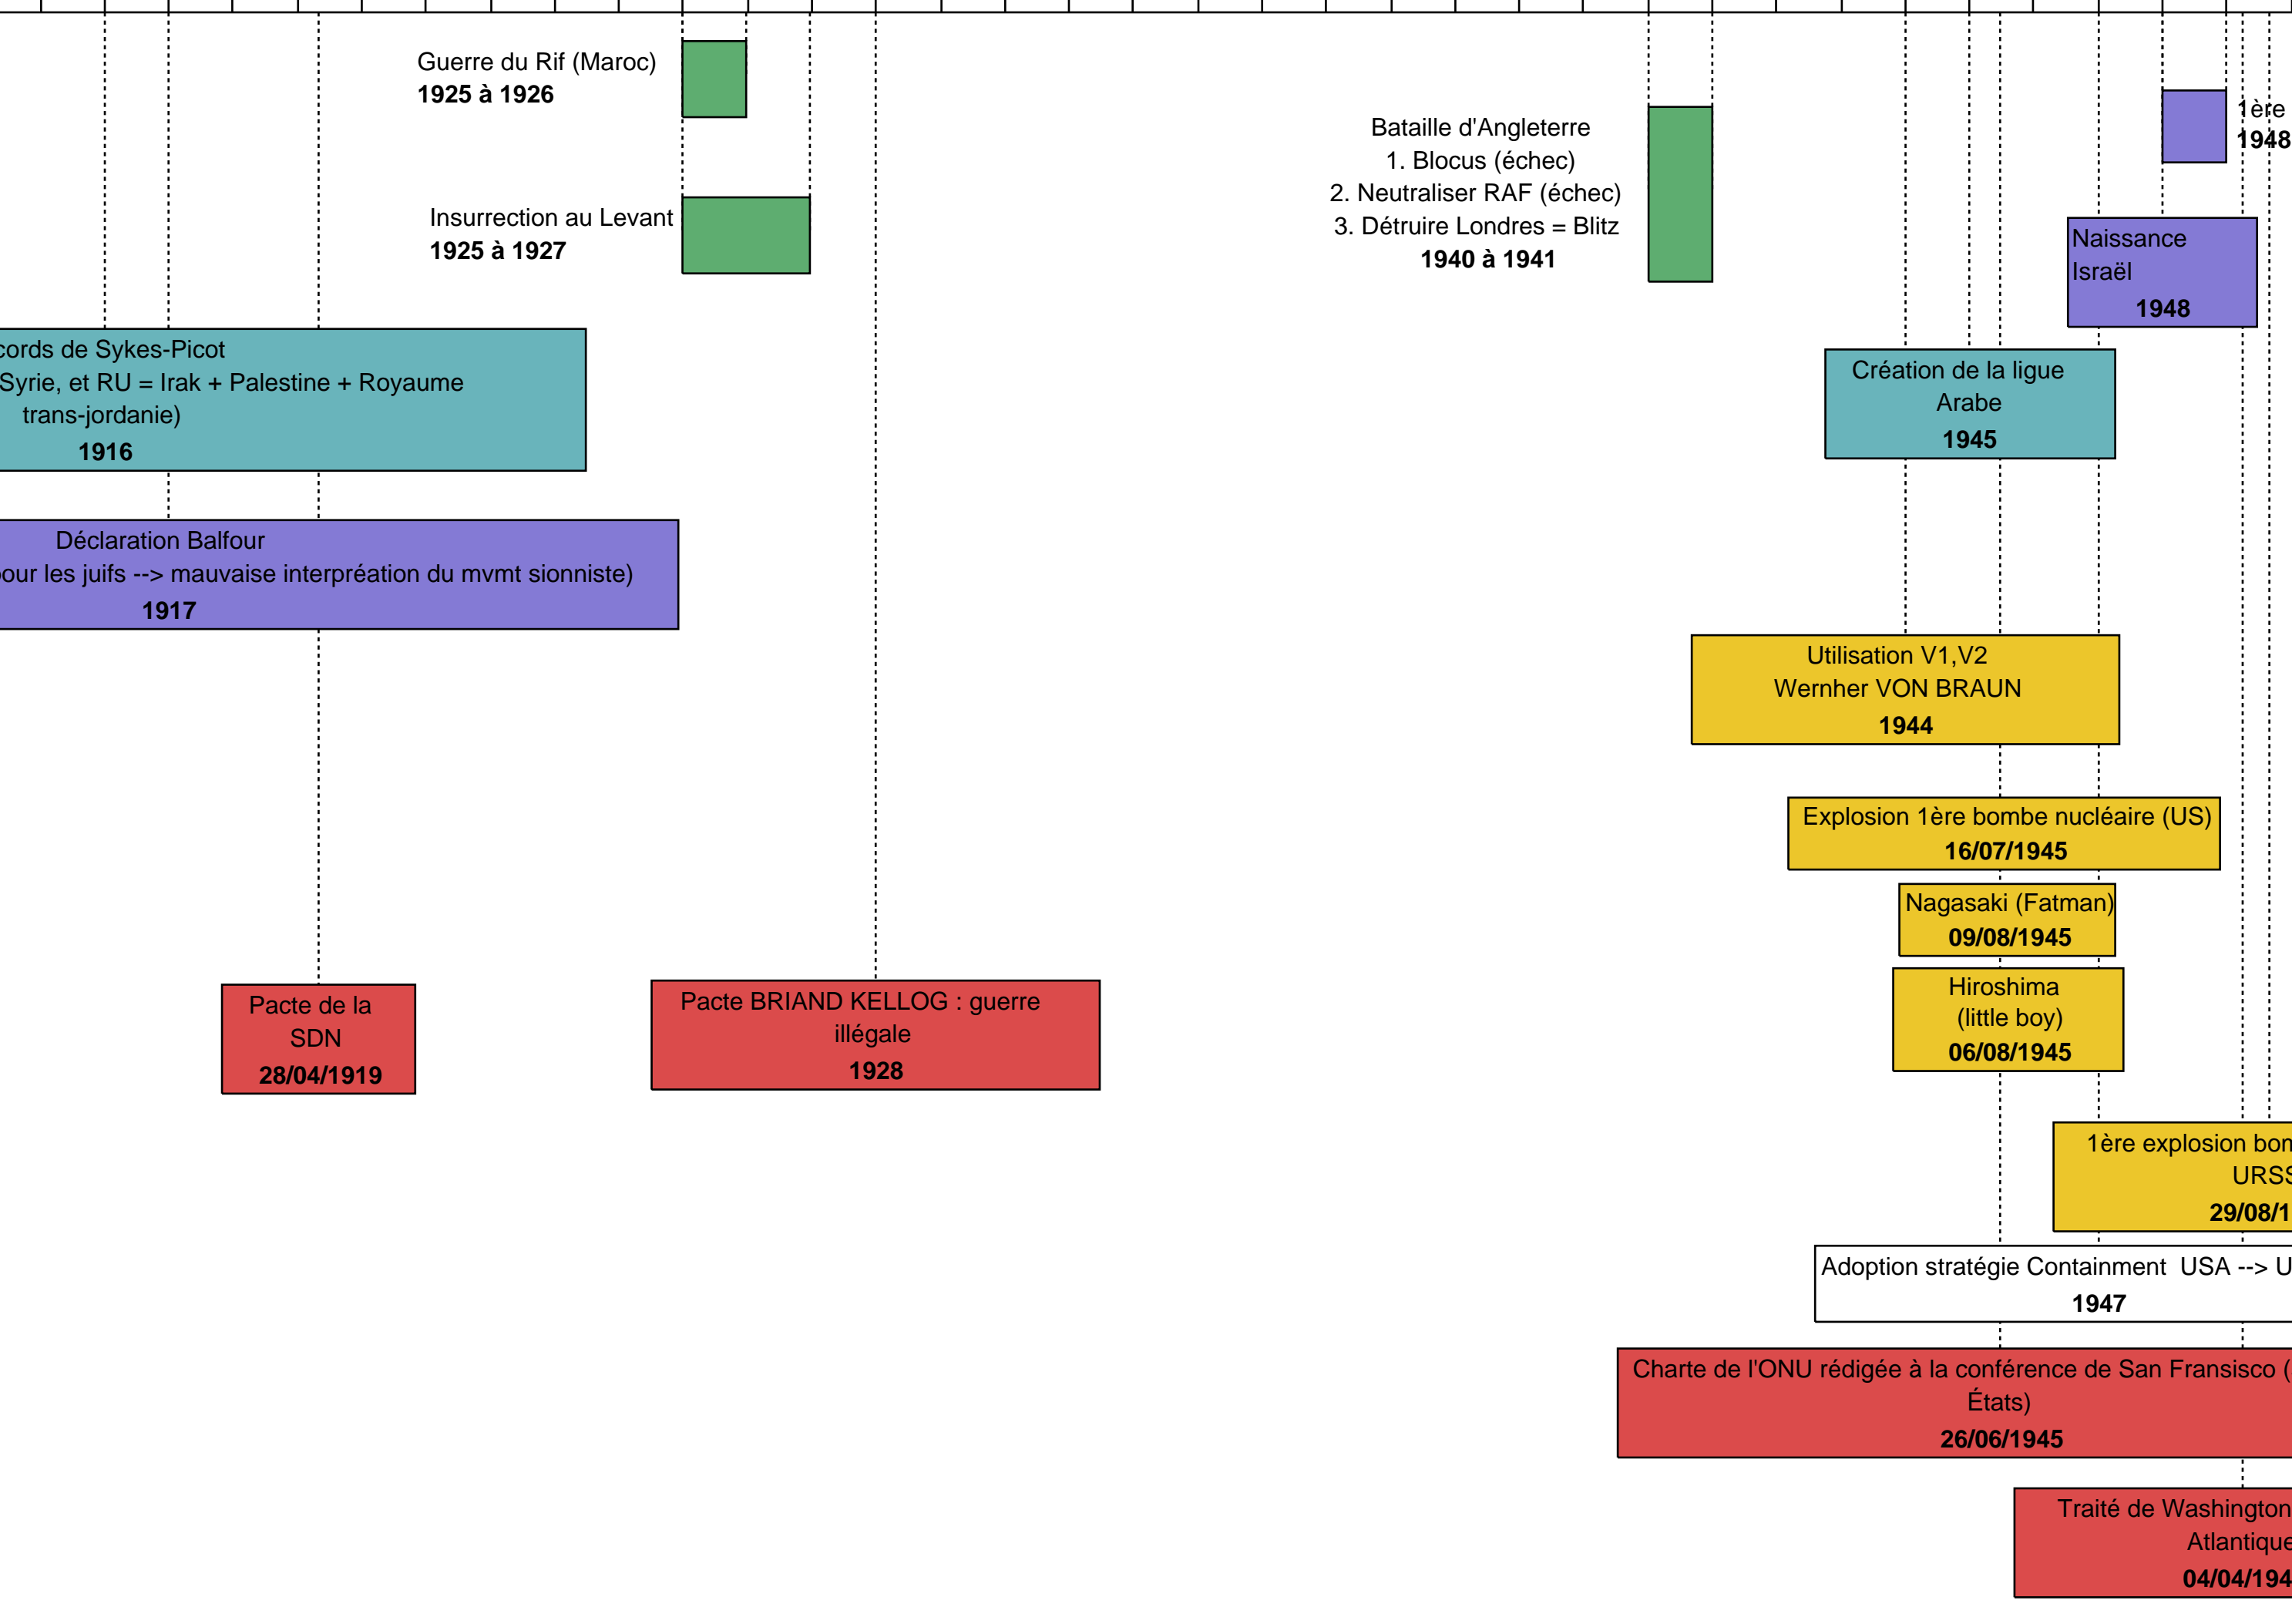 Guerre du Rif (Maroc)
1925 à 1926
Insurrection au Levant
1925 à 1927
cords de Sykes-Picot
Syrie, et RU = Irak + Palestine + Royaume
trans-jordanie)
1916
Déclaration Balfour
our les juifs --> mauvaise interpréation du mvmt sionniste)
1917
Pacte de la
SDN
28/04/1919
Pacte BRIAND KELLOG : guerre
illégale
1928
Bataille d'Angleterre
1. Blocus (échec)
2. Neutraliser RAF (échec)
3. Détruire Londres = Blitz
1940 à 1941
1ère
1948
Naissance
Israël
1948
Création de la ligue
Arabe
1945
Utilisation V1,V2
Wernher VON BRAUN
1944
Explosion 1ère bombe nucléaire (US)
16/07/1945
Nagasaki (Fatman)
09/08/1945
Hiroshima
(little boy)
06/08/1945
1ère explosion bom
URSS
29/08/1
Adoption stratégie Containment  USA --> U
1947
Charte de l'ONU rédigée à la conférence de San Fransisco (
États)
26/06/1945
Traité de Washington
Atlantique
04/04/194